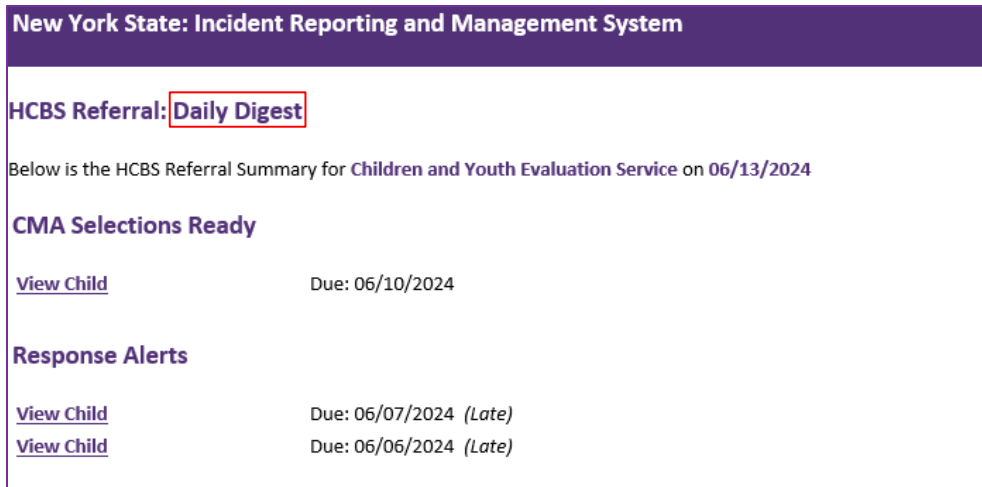 New York State: Incident Reporting and Management System
HCBS Referral: Daily Digest
Below is the HCBS Referral Summary for Children and Youth Evaluation Service on 06/13/2024
CMA Selections Ready
View Child Due: 06/10/2024
Response Alerts
View Child Due: 06/07/2024 (Late)
View Child Due: 06/06/2024 (Late)